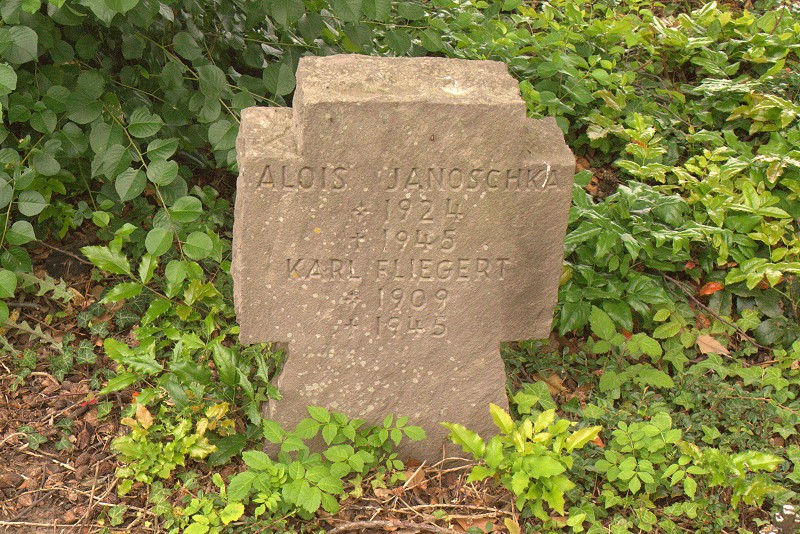 ALOIS JANOSCHKA
* 1924
+ 1945
KARL FLIEGERT
* 1909
+ 1945